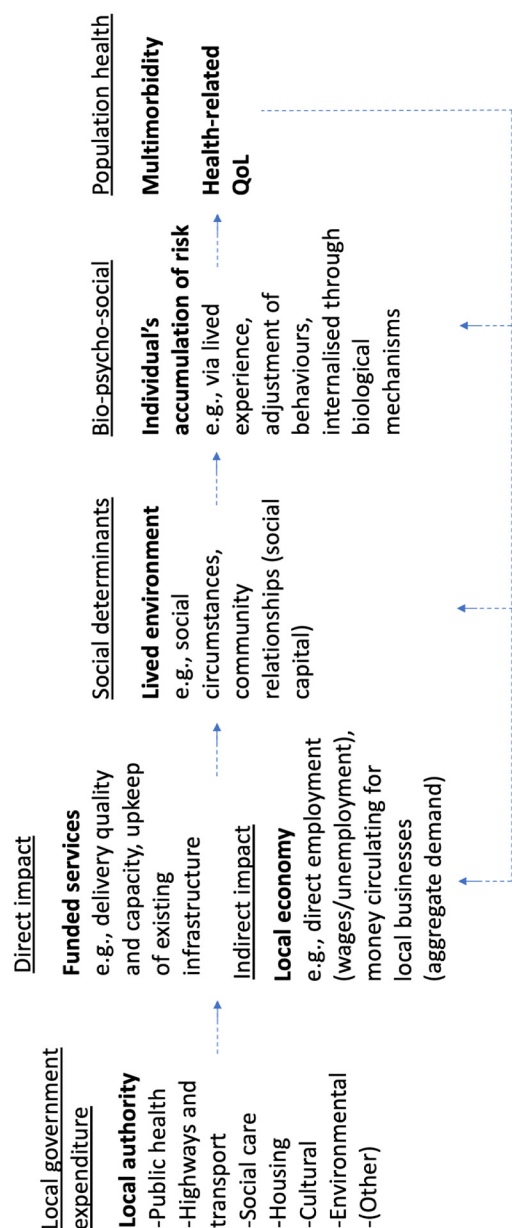 Local government
expenditure
Local authority
-Public health
-Highways and
transport
-Social care
-Housing
-Cultural
-Environmental
(Other)
Direct impact
Funded services
e.g., delivery quality
and capacity, upkeep
of existing
infrastructure
Indirect impact
Local economy
e.g., direct employment
(wages/unemployment),
money circulating for
local businesses
(aggregate demand)
Social determinants
Lived environment
e.g., social
circumstances,
community
relationships (social
capital)
Bio-psycho-social
Individual's
accumulation of risk
e.g., via lived
experience,
adjustment of
behaviours,
internalised through
biological
mechanisms
Population health
Multimorbidity
Health-related
QoL